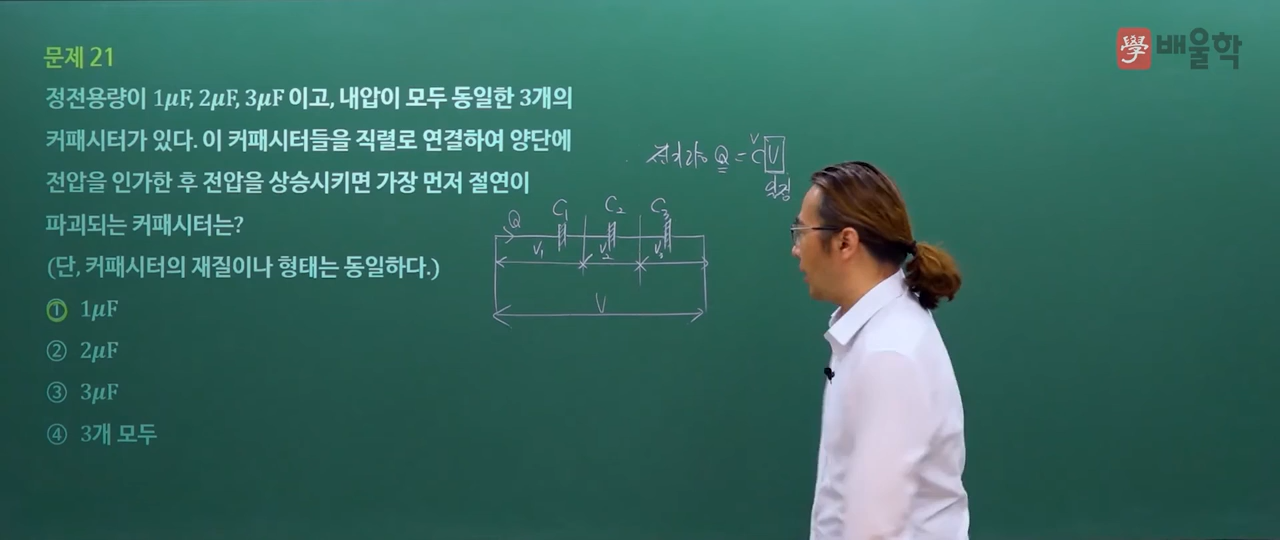 문제 21
정전용량이 1μF, 2μF, 3μF 이고, 내압이 모두 동일한 3개의
커패시터가 있다. 이 커패시터들을 직렬로 연결하여 양단에
전압을 인가한 후 전압을 상승시키면 가장 먼저 절연이
파괴되는 커패시터는?
(단, 커패시터의 재질이나 형태는 동일하다.)
① 1μF
② 2μF
③ 3μF
④ 3개 모두
學 배울학
전기량 Q = C V
일정
Q C₁ C₂ C₃
V₁ V₂ V₃
V